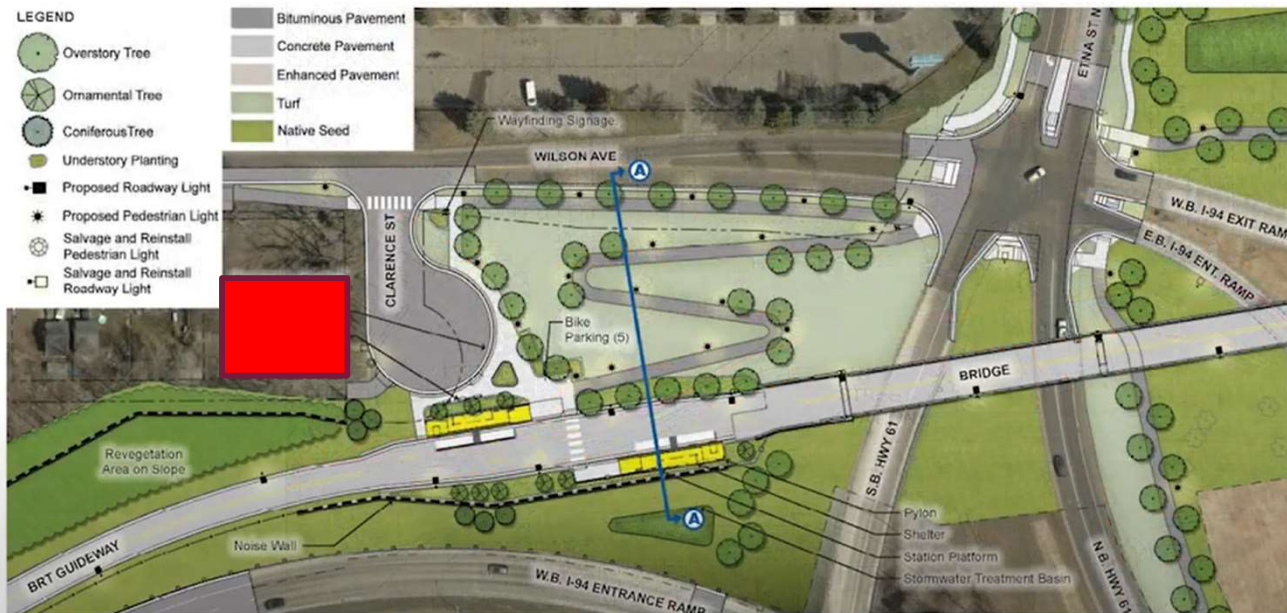 LEGEND
Overstory Tree
Ornamental Tree
Coniferous Tree
Understory Planting
Proposed Roadway Light
Proposed Pedestrian Light
Salvage and Reinstall
Pedestrian Light
Salvage and Reinstall
Roadway Light
Bituminous Pavement
Concrete Pavement
Enhanced Pavement
Turf
Native Seed
Wayfinding Signage
WILSON AVE
A
ETNA ST N
CLARENCE ST
W.B. I-94 EXIT RAM
E.B. I-94 ENT. RAMP
Bike
Parking (5)
BRIDGE
Revegetation
Area on Slope
S.B. HWY 61
A
Pylon
Shelter
Station Platform
Stormwater Treatment Basin
Noise Wall
BRT GUIDEWAY
W.B. I-94 ENTRANCE RAMP
N.B. HWY 61